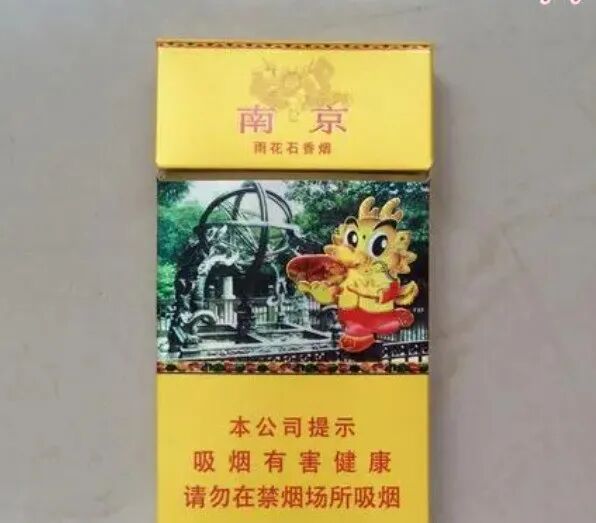 南京
雨花石香烟
本公司提示
吸烟有害健康
请勿在禁烟场所吸烟